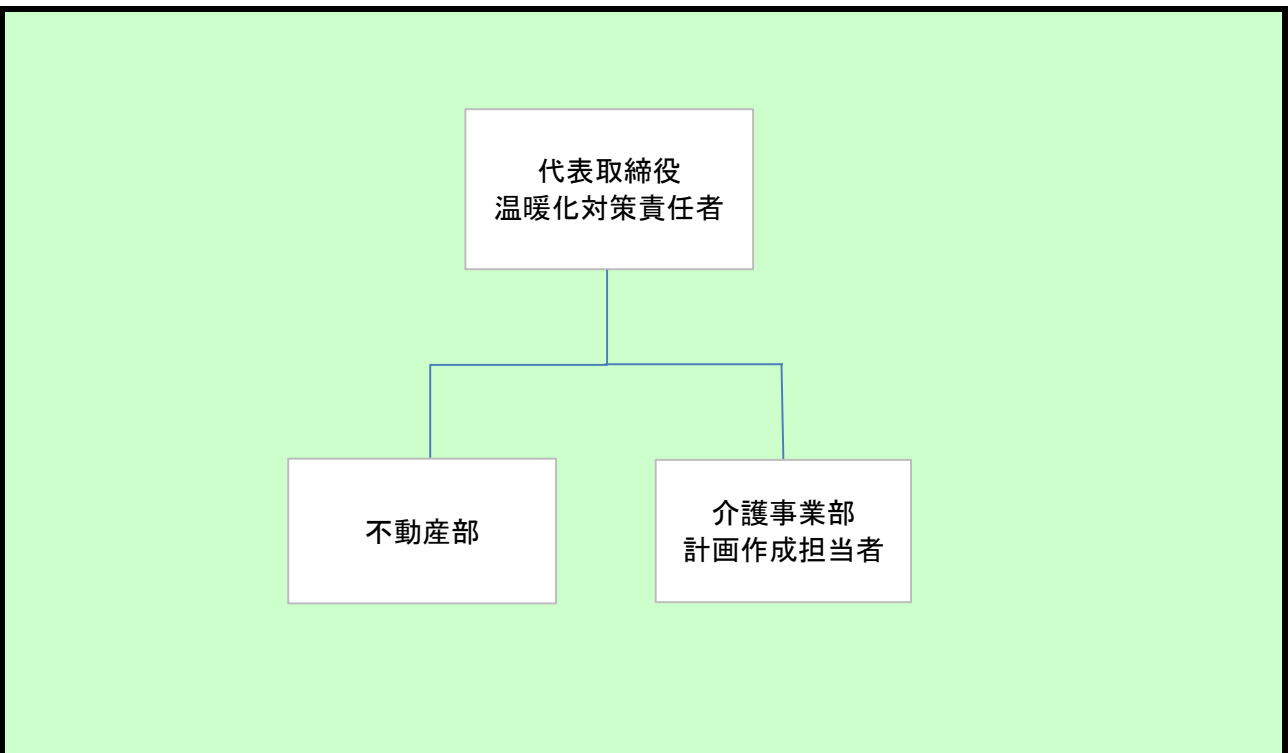 代表取締役
温暖化対策責任者
不動産部
介護事業部
計画作成担当者